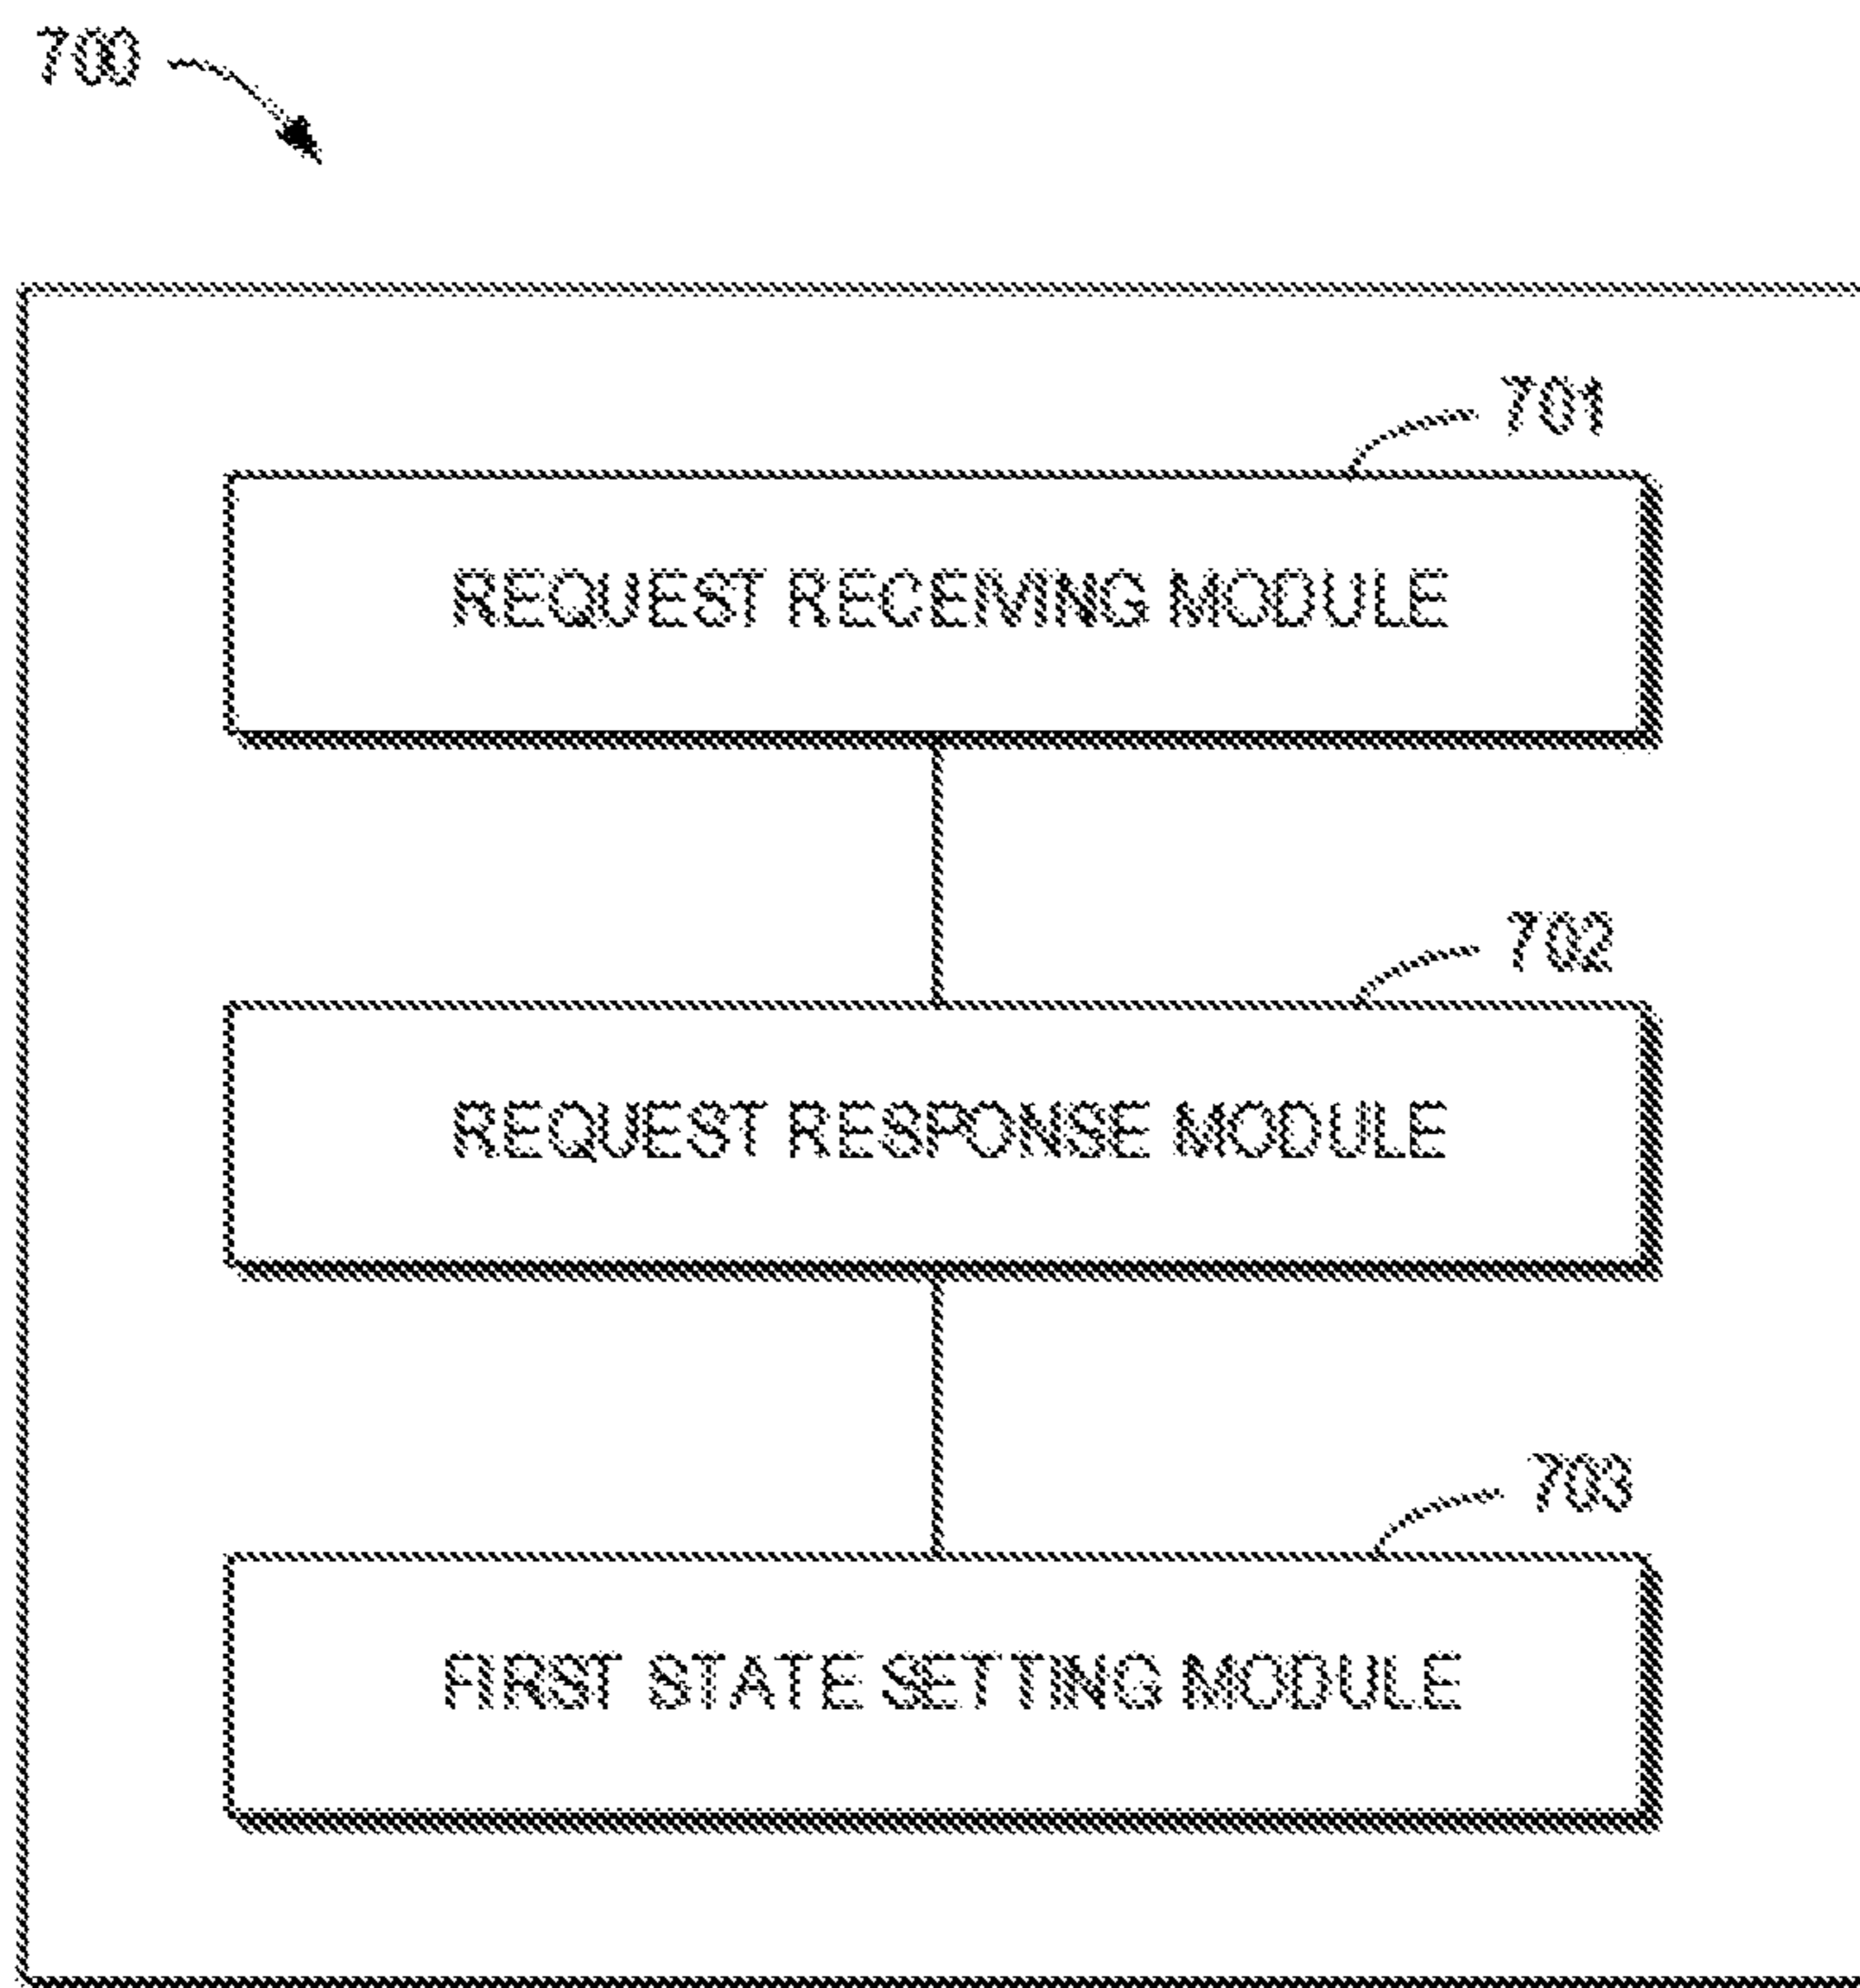 700
701
REQUEST RECEIVING MODULE
702
REQUEST RESPONSE MODULE
703
FIRST STATE SETTING MODULE